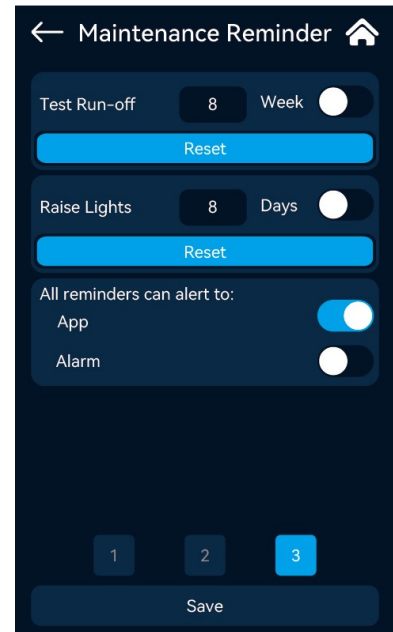 Maintenance Reminder
Test Run-off 8 Week
Reset
Raise Lights 8 Days
Reset
All reminders can alert to:
App
Alarm
1 2 3
Save